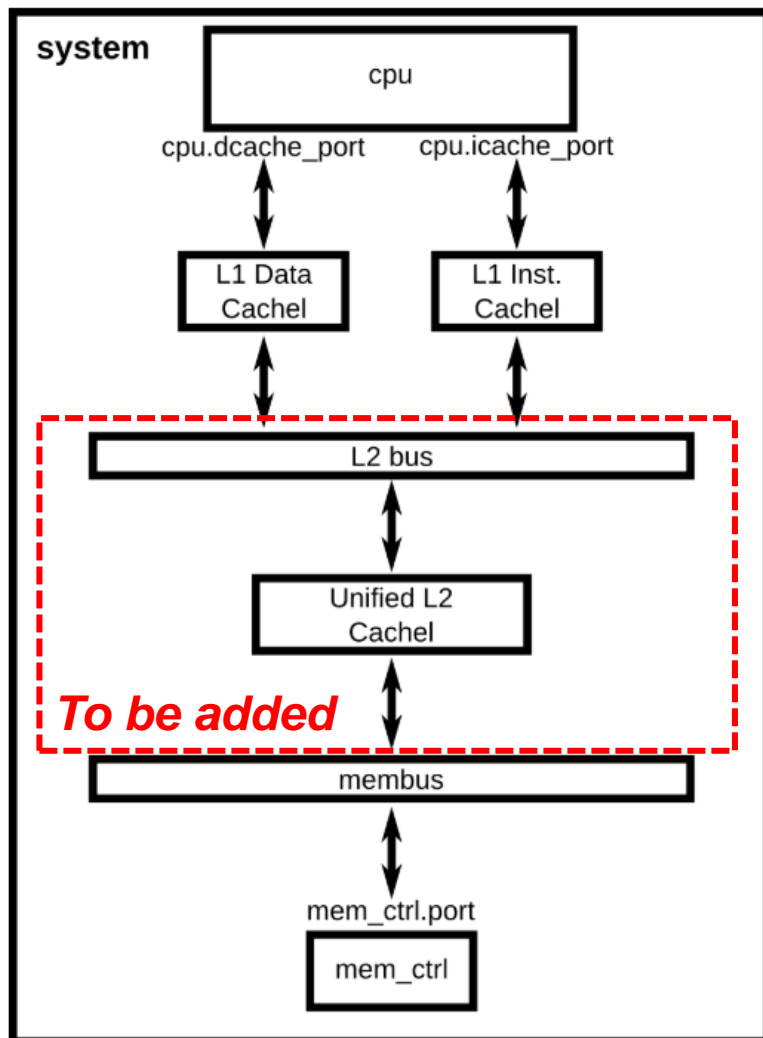 system
cpu
cpu.dcache_port
cpu.icache_port
L1 Data
Cachel
L1 Inst.
Cachel
L2 bus
Unified L2
Cachel
To be added
membus
mem_ctrl.port
mem_ctrl